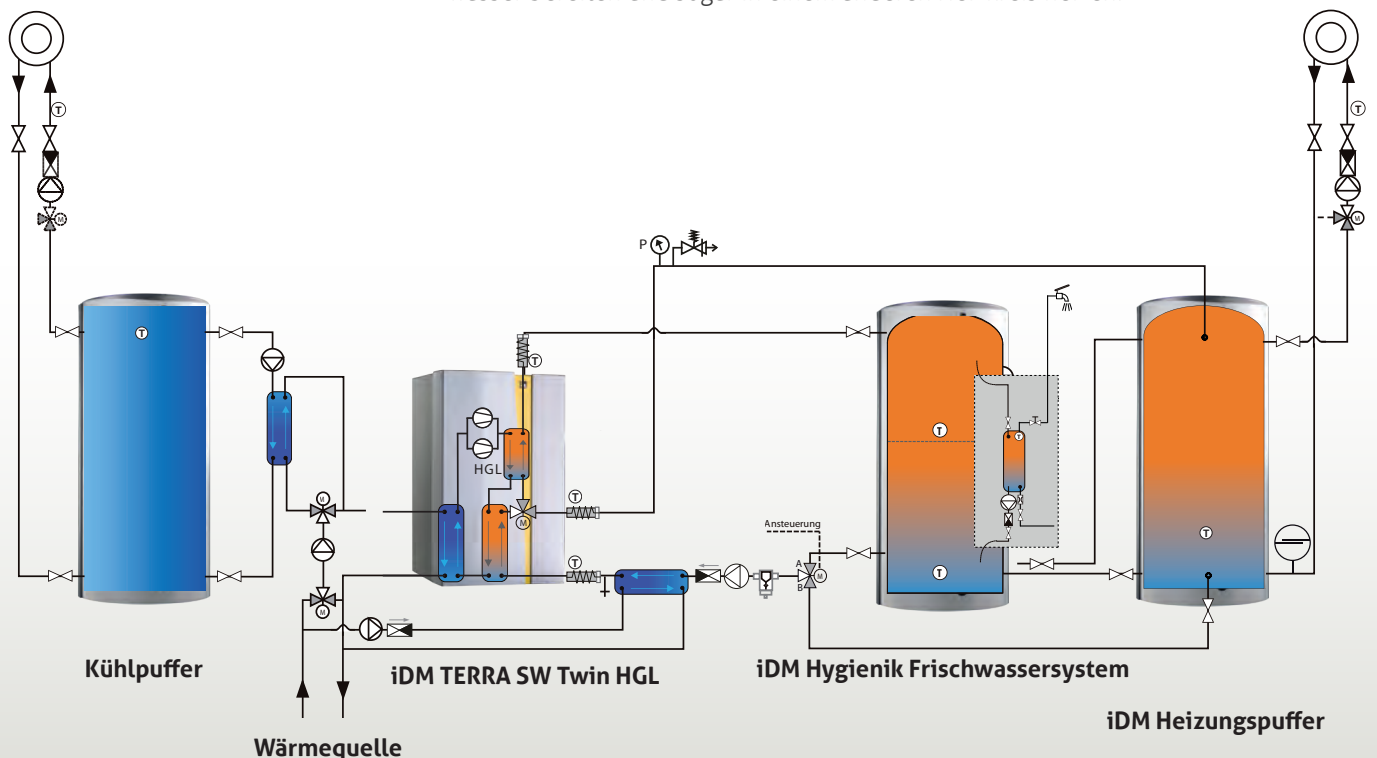 T
T
M
M
P
T
T
T
HGL
T
T
T
T
M
T
M
Ansteuerung
A
M
B
T
T
M
Kühlpuffer
iDM TERRA SW Twin HGL
iDM Hygienik Frischwassersystem
iDM Heizungspuffer
Wärmequelle